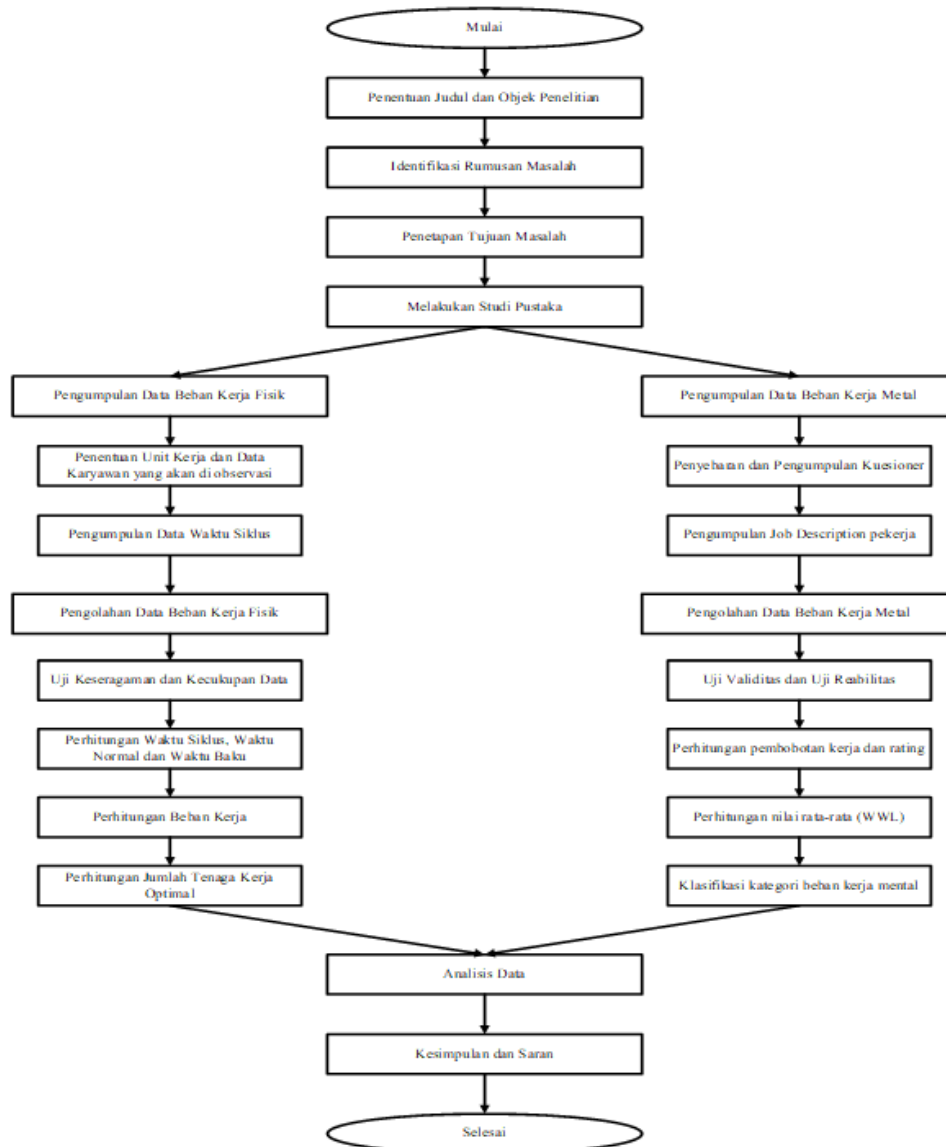 Mulai
Penentuan Judul dan Objek Penelitian
Identifikasi Rumusan Masalah
Penetapan Tujuan Masalah
Melakukan Studi Pustaka
Pengumpulan Data Beban Kerja Fisik
Penentuan Unit Kerja dan Data
Karyawan yang akan di observasi
Pengumpulan Data Waktu Siklus
Pengolahan Data Beban Kerja Fisik
Uji Keseragaman dan Kecukupan Data
Perhitungan Waktu Siklus, Waktu
Normal dan Waktu Baku
Perhitungan Beban Kerja
Perhitungan Jumlah Tenaga Kerja
Optimal
Pengumpulan Data Beban Kerja Metal
Penyebaran dan Pengumpulan Kuesioner
Pengumpulan Job Description pekerja
Pengolahan Data Beban Kerja Metal
Uji Validitas dan Uji Reabilitas
Perhitungan pembobotan kerja dan rating
Perhitungan nilai rata-rata (WWL)
Klasifikasi kategori beban kerja mental
Analisis Data
Kesimpulan dan Saran
Selesai